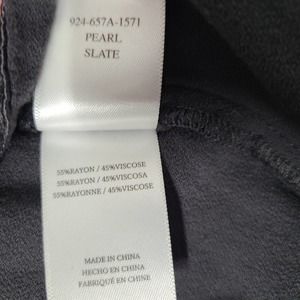 924-657A-1571
PEARL
SLATE
55%RAYON / 45%VISCOSE
55%RAYON / 45%VISCOSA
55%RAYONNE / 45%VISCOSE
MADE IN CHINA
HECHO EN CHINA
FABRIQUÉ EN CHINE